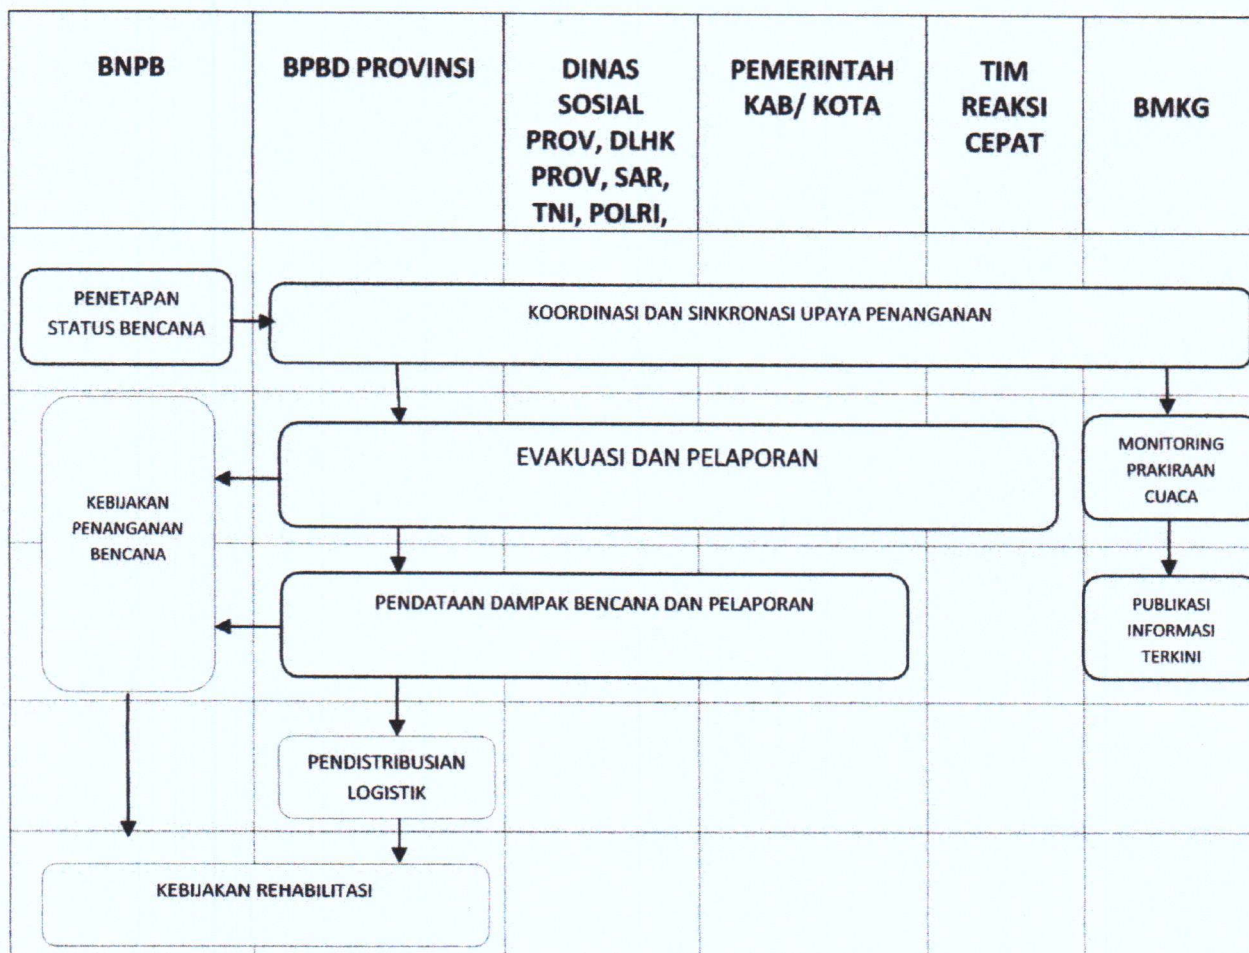 BNPB
BPBD PROVINSI
DINAS
SOSIAL
PROV, DLHK
PROV, SAR,
TNI, POLRI,
PEMERINTAH
KAB/ KOTA
TIM
REAKSI
CEPAT
BMKG
PENETAPAN
STATUS BENCANA
KOORDINASI DAN SINKRONASI UPAYA PENANGANAN
KEBIJAKAN
PENANGANAN
BENCANA
EVAKUASI DAN PELAPORAN
MONITORING
PRAKIRAAN
CUACA
PENDATAAN DAMPAK BENCANA DAN PELAPORAN
PUBLIKASI
INFORMASI
TERKINI
PENDISTRIBUSIAN
LOGISTIK
KEBIJAKAN REHABILITASI